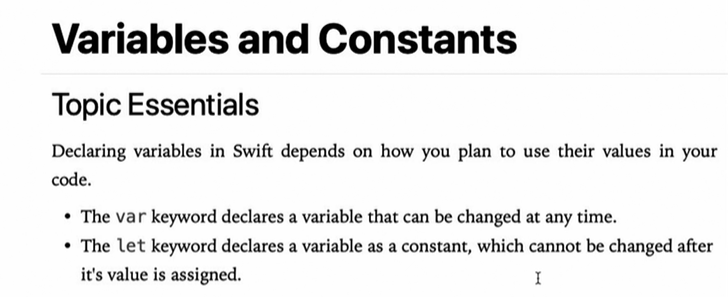 Variables and Constants
Topic Essentials
Declaring variables in Swift depends on how you plan to use their values in your
code.
• The var keyword declares a variable that can be changed at any time.
• The let keyword declares a variable as a constant, which cannot be changed after
it's value is assigned.